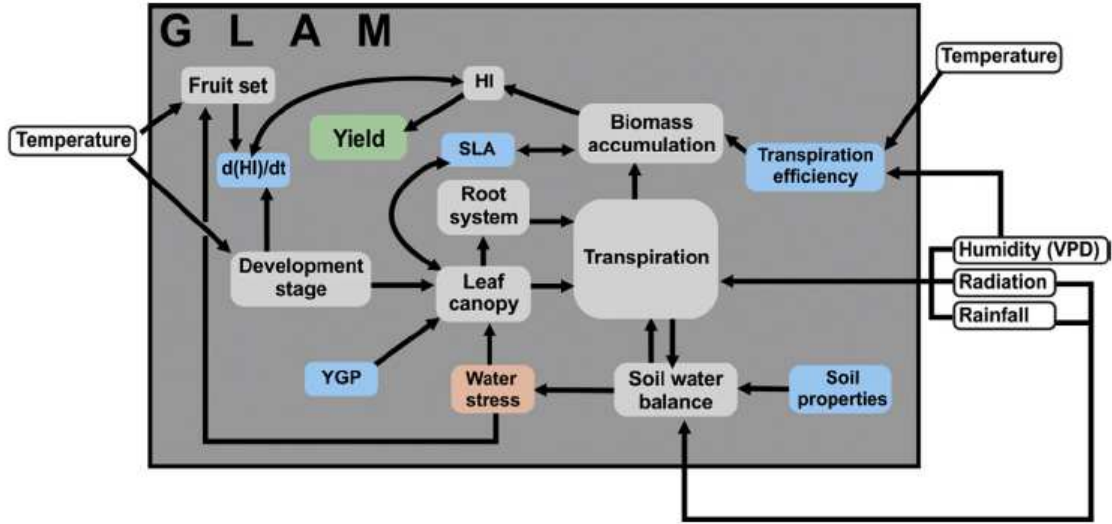 G L A M
Temperature
Fruit set
HI
Temperature
Yield
Biomass
accumulation
SLA
Transpiration
efficiency
d(HI)/dt
Root
system
Transpiration
Humidity (VPD)
Development
stage
Leaf
canopy
Radiation
Rainfall
YGP
Water
stress
Soil water
balance
Soil
properties